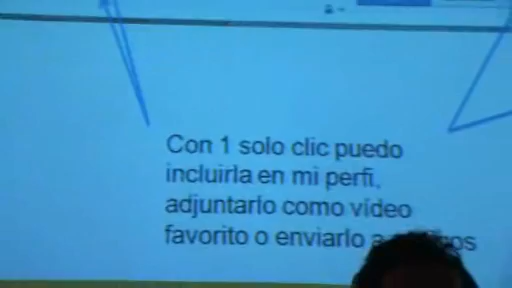 Con 1 solo clic puedo
incluirla en mi perfi,
adjuntarlo como vídeo
favorito o enviarlo a